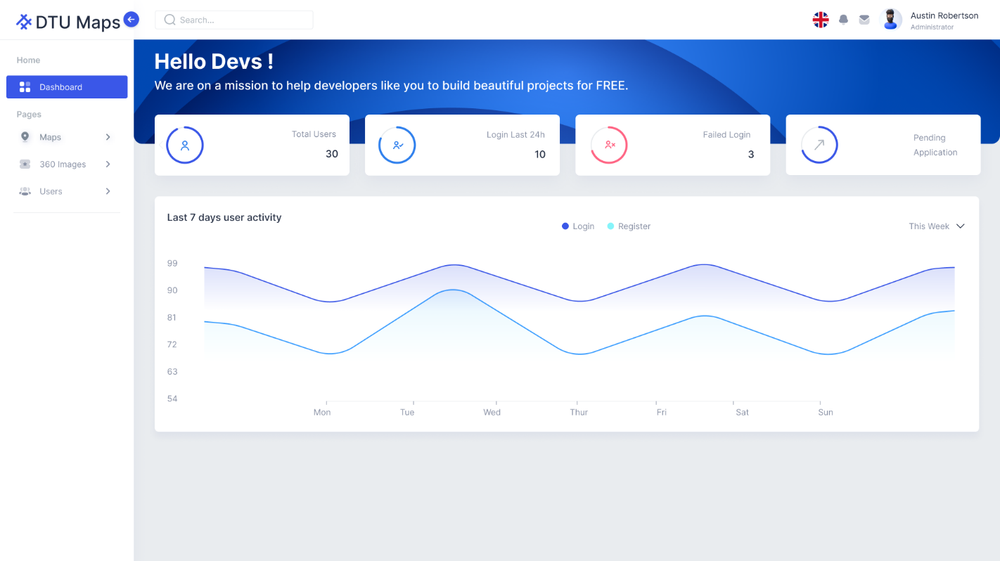 DTU Maps
Search...
Austin Robertson
Administrator
Home
Dashboard
Pages
Maps
360 Images
Users
Hello Devs !
We are on a mission to help developers like you to build beautiful projects for FREE.
Total Users
30
Login Last 24h
10
Failed Login
3
Pending
Application
Last 7 days user activity
Login
Register
This Week
99
90
81
72
63
54
Mon
Tue
Wed
Thur
Fri
Sat
Sun